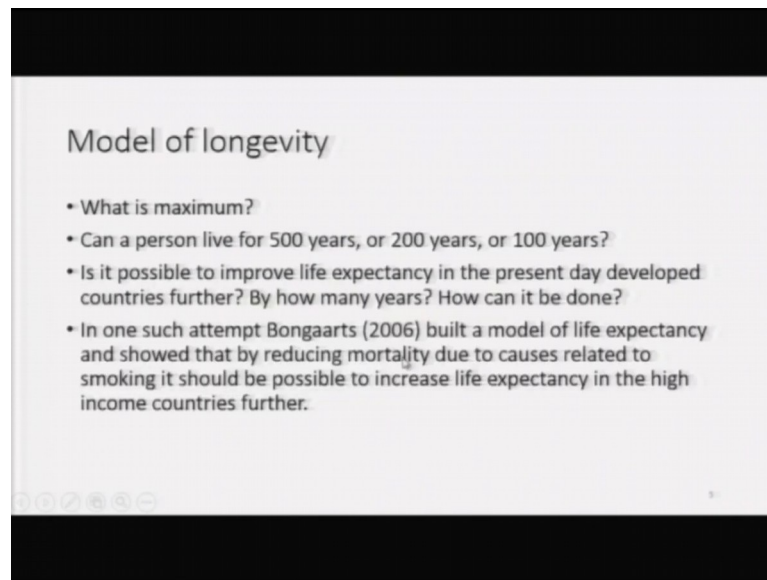 Model of longevity
• What is maximum?
• Can a person live for 500 years, or 200 years, or 100 years?
• Is it possible to improve life expectancy in the present day developed
countries further? By how many years? How can it be done?
• In one such attempt Bongaarts (2006) built a model of life expectancy
and showed that by reducing mortality due to causes related to
smoking it should be possible to increase life expectancy in the high
income countries further.